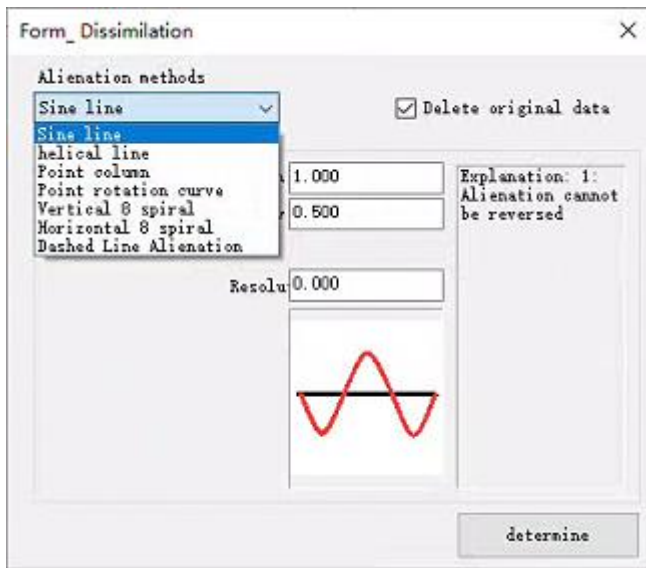 Form_ Dissimilation
Alienation methods
Sine line
Delete original data
Sine line
helical line
Point column
Point rotation curve
Vertical 8 spiral
Horizontal 8 spiral
Dashed Line Alienation
1.000
0.500
Resolu
0.000
Explanation: 1:
Alienation cannot
be reversed
determine